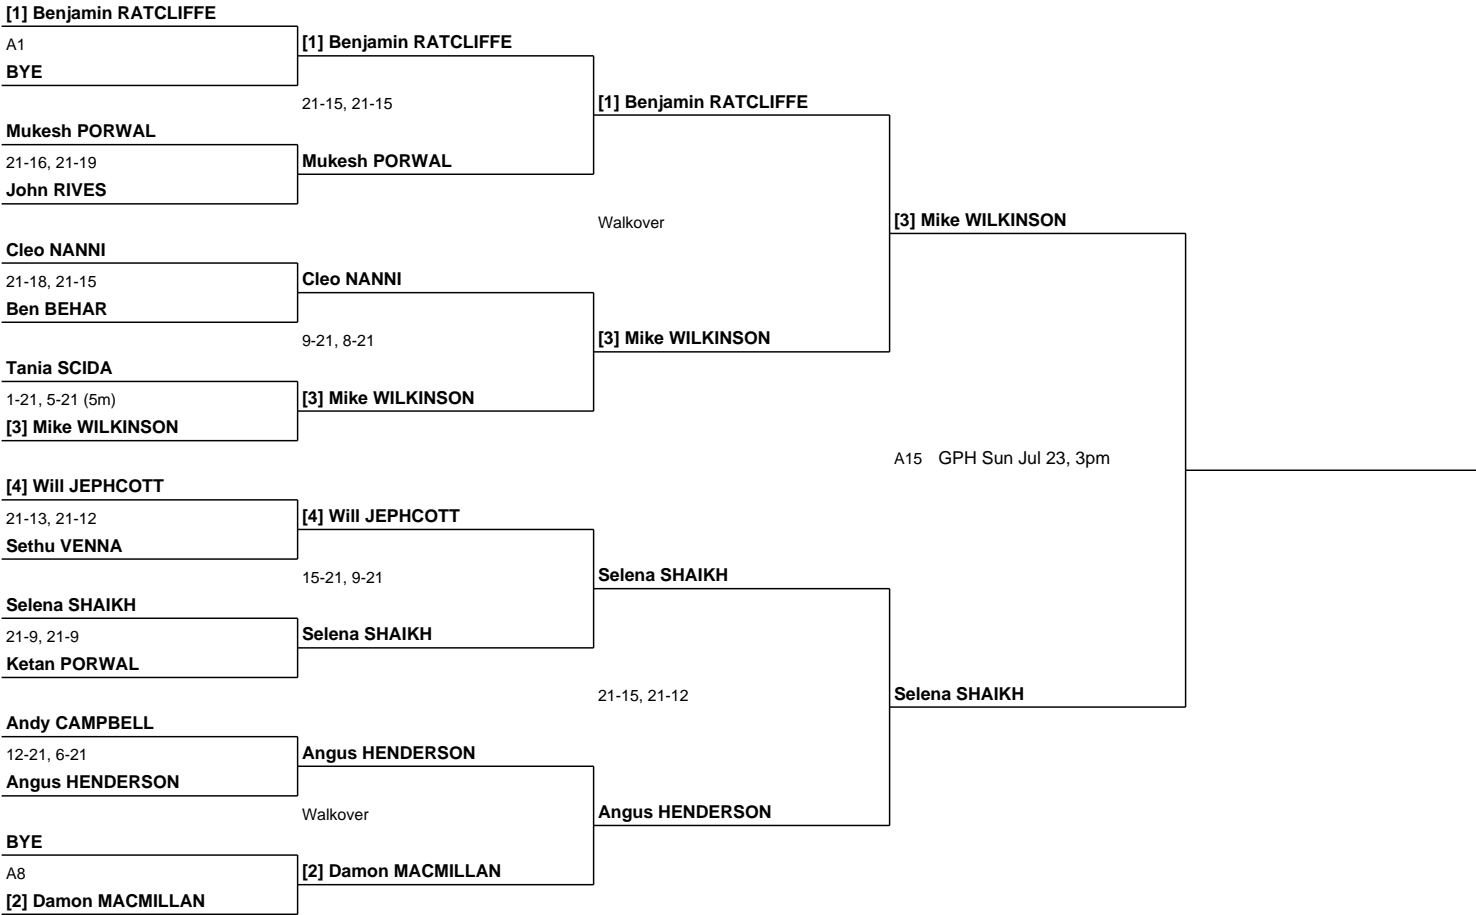 [1] Benjamin RATCLIFFE
A1
BYE
Mukesh PORWAL
21-16, 21-19
John RIVES
Cleo NANNI
21-18, 21-15
Ben BEHAR
Tania SCIDA
1-21, 5-21 (5m)
[3] Mike WILKINSON
[4] Will JEPHCOTT
21-13, 21-12
Sethu VENNA
Selena SHAIKH
21-9, 21-9
Ketan PORWAL
Andy CAMPBELL
12-21, 6-21
Angus HENDERSON
BYE
A8
[2] Damon MACMILLAN
[1] Benjamin RATCLIFFE
21-15, 21-15
Mukesh PORWAL
Cleo NANNI
9-21, 8-21
[3] Mike WILKINSON
[4] Will JEPHCOTT
15-21, 9-21
Selena SHAIKH
Angus HENDERSON
Walkover
[2] Damon MACMILLAN
[1] Benjamin RATCLIFFE
Walkover
[3] Mike WILKINSON
Selena SHAIKH
21-15, 21-12
Angus HENDERSON
[3] Mike WILKINSON
A15 GPH Sun Jul 23, 3pm
Selena SHAIKH